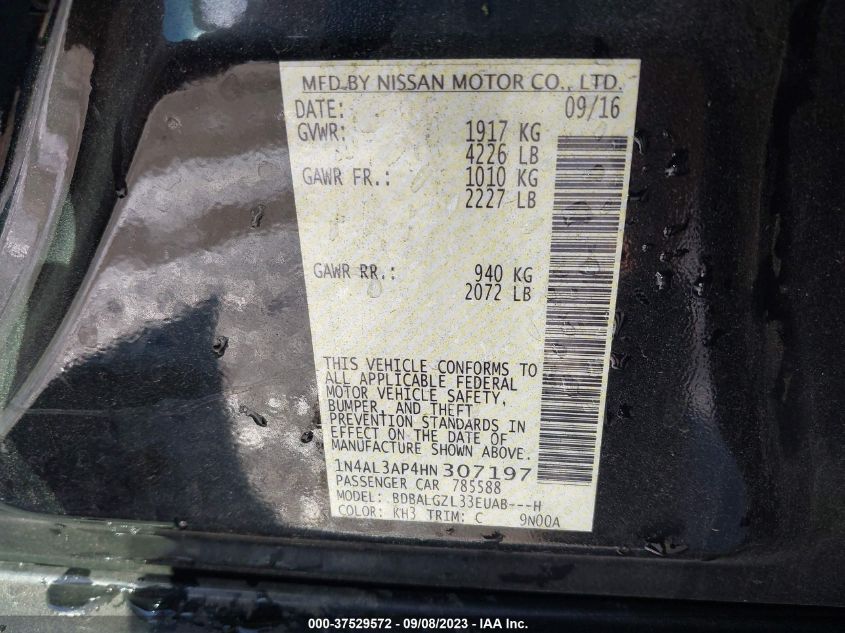 MFD.BY NISSAN MOTOR CO., LTD.
DATE: 09/16
GVWR: 1917 KG
4226 LB
GAWR FR.: 1010 KG
2227 LB
GAWR RR.: 940 KG
2072 LB
THIS VEHICLE CONFORMS TO
ALL APPLICABLE FEDERAL
MOTOR VEHICLE SAFETY,
BUMPER, AND THEFT
PREVENTION STANDARDS IN
EFFECT ON THE DATE OF
MANUFACTURE SHOWN ABOVE.
1N4AL3AP4HN 307197
PASSENGER CAR 785588
MODEL: BDBALGZL33EUAB---H
COLOR: KH3 TRIM: C 9N00A
000-37529572 - 09/08/2023 - IAA Inc.